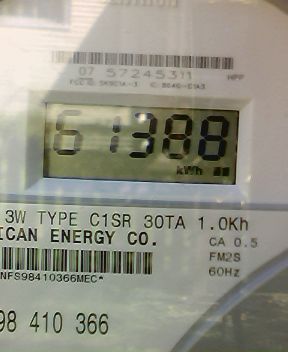 07 57245311 HPF
61388
kWh
3W TYPE C1SR 30TA 1.0Kh
ICAN ENERGY CO.
CA 0.5
FM2S
60Hz
NFS98410366MEC*
98 410 366